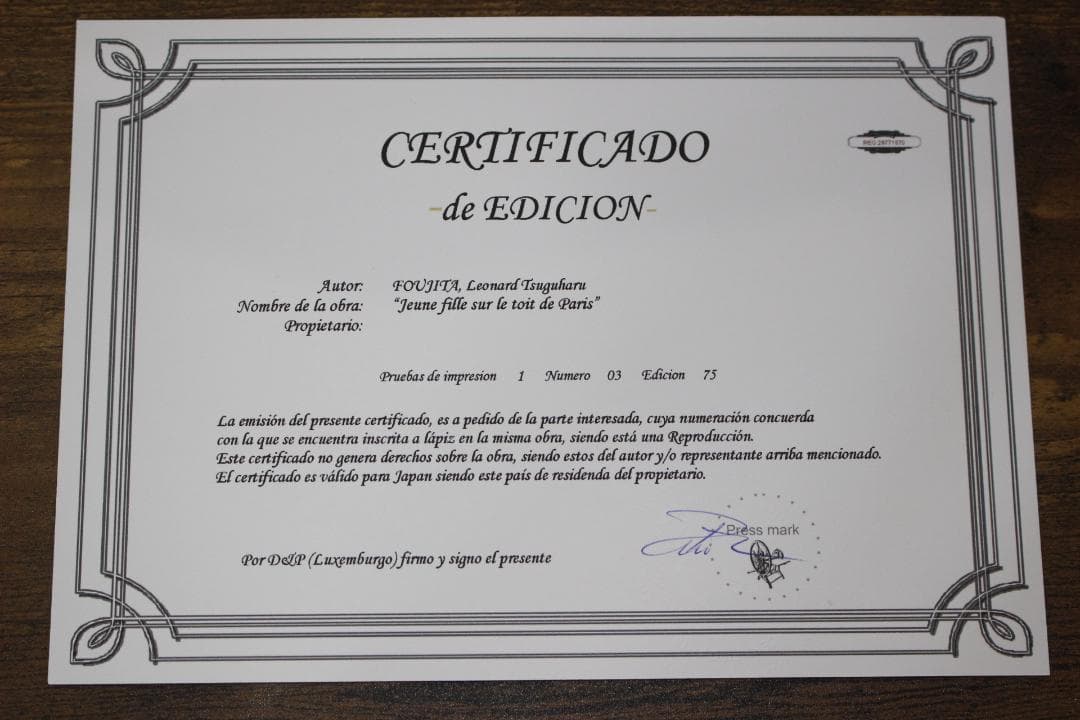 CERTIFICADO
-de EDICION-
Autor: FOUJITA, Leonard Tsuguharu
Nombre de la obra: "Jeune fille sur le toit de Paris"
Propietario:
Pruebas de impresion 1 Numero 03 Edicion 75
La emisión del presente certificado, es a pedido de la parte interesada, cuya numeración concuerda
con la que se encuentra inscrita a lápiz en la misma obra, siendo está una Reproducción.
Este certificado no genera derechos sobre la obra, siendo estos del autor y/o representante arriba mencionado.
El certificado es válido para Japan siendo este país de residenda del propietario.
Press mark
Por D&P (Luxemburgo) firmo y signo el presente